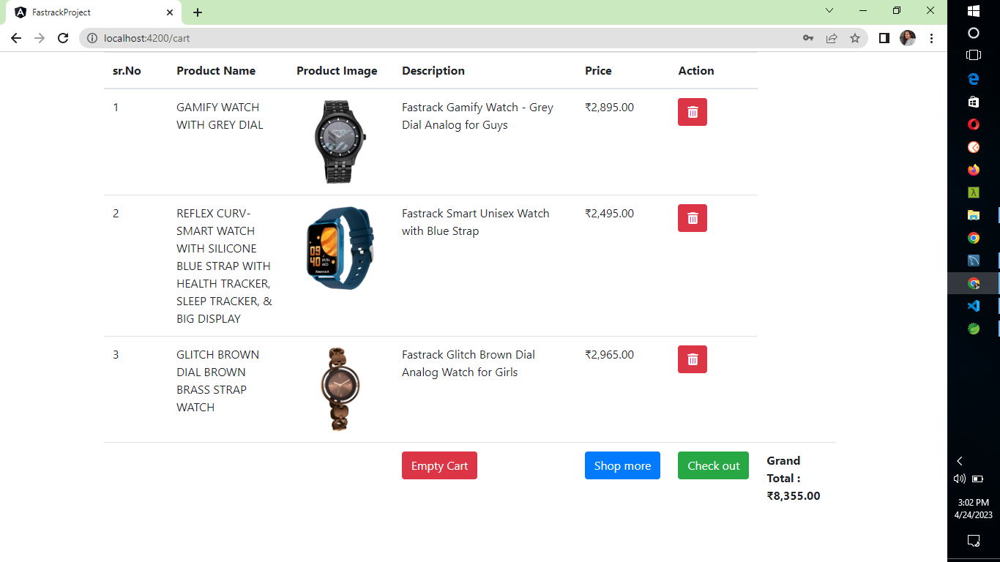 FastrackProject
localhost:4200/cart
sr.No Product Name Product Image Description Price Action
1 GAMIFY WATCH Fastrack Gamify Watch - Grey ₹2,895.00
WITH GREY DIAL Dial Analog for Guys
2 REFLEX CURV- Fastrack Smart Unisex Watch ₹2,495.00
SMART WATCH with Blue Strap
WITH SILICONE
BLUE STRAP WITH
HEALTH TRACKER,
SLEEP TRACKER, &
BIG DISPLAY
09
40
WED
fastrack
3 GLITCH BROWN Fastrack Glitch Brown Dial ₹2,965.00
DIAL BROWN Analog Watch for Girls
BRASS STRAP
WATCH
Empty Cart Shop more Check out Grand
Total :
₹8,355.00
3:02 PM
4/24/2023